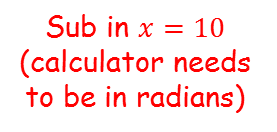 Sub in x = 10
(calculator needs
to be in radians)